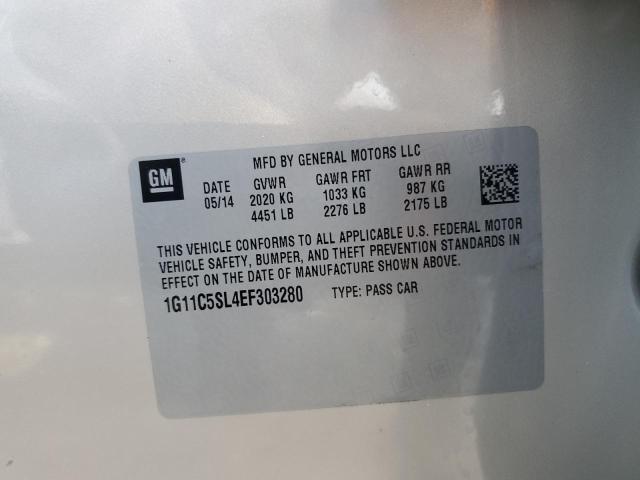 GM®
MFD BY GENERAL MOTORS LLC
DATE GVWR GAWR FRT GAWR RR
05/14 2020 KG 1033 KG 987 KG
4451 LB 2276 LB 2175 LB
THIS VEHICLE CONFORMS TO ALL APPLICABLE U.S. FEDERAL MOTOR
VEHICLE SAFETY, BUMPER, AND THEFT PREVENTION STANDARDS IN
EFFECT ON THE DATE OF MANUFACTURE SHOWN ABOVE.
1G11C5SL4EF303280 TYPE: PASS CAR